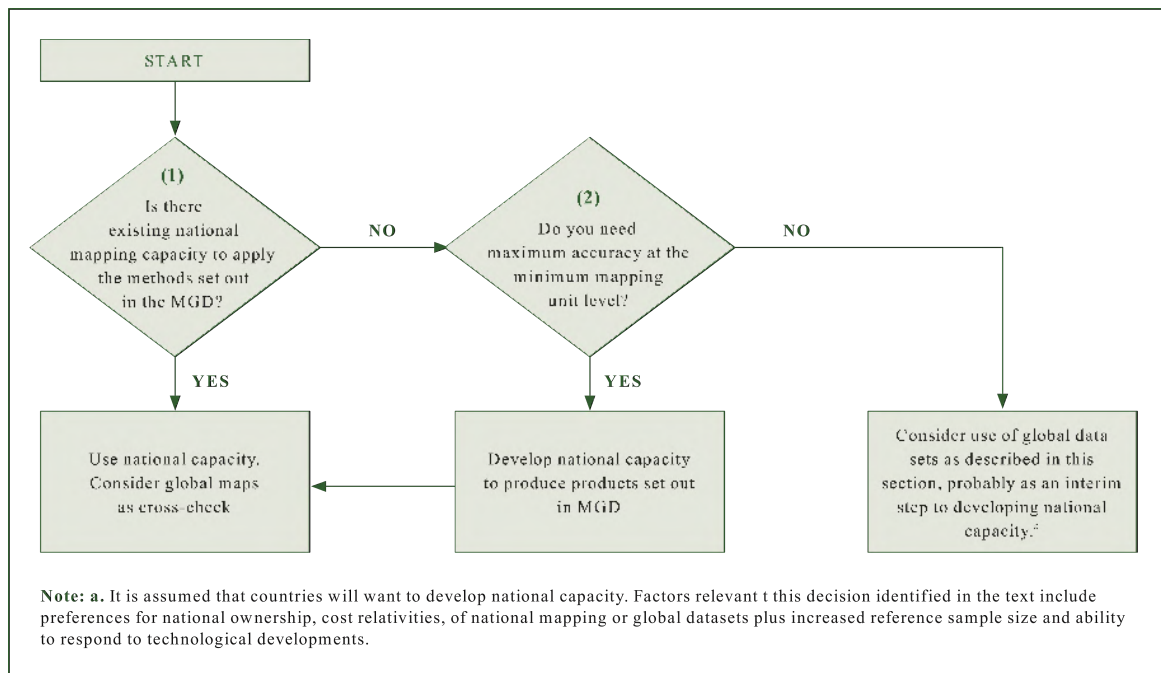 START
(1)
Is there
existing national
mapping capacity to apply
the methods set out
in the MGD?
NO
(2)
Do you need
maximum accuracy at the
minimum mapping
unit level?
NO
YES
YES
Use national capacity.
Consider global maps
as cross-check
Develop national capacity
to produce products set out
in MGD
Consider use of global data
sets as described in this
section, probably as an interim
step to developing national
capacity.a
Note: a. It is assumed that countries will want to develop national capacity. Factors relevant t this decision identified in the text include
preferences for national ownership, cost relativities, of national mapping or global datasets plus increased reference sample size and ability
to respond to technological developments.